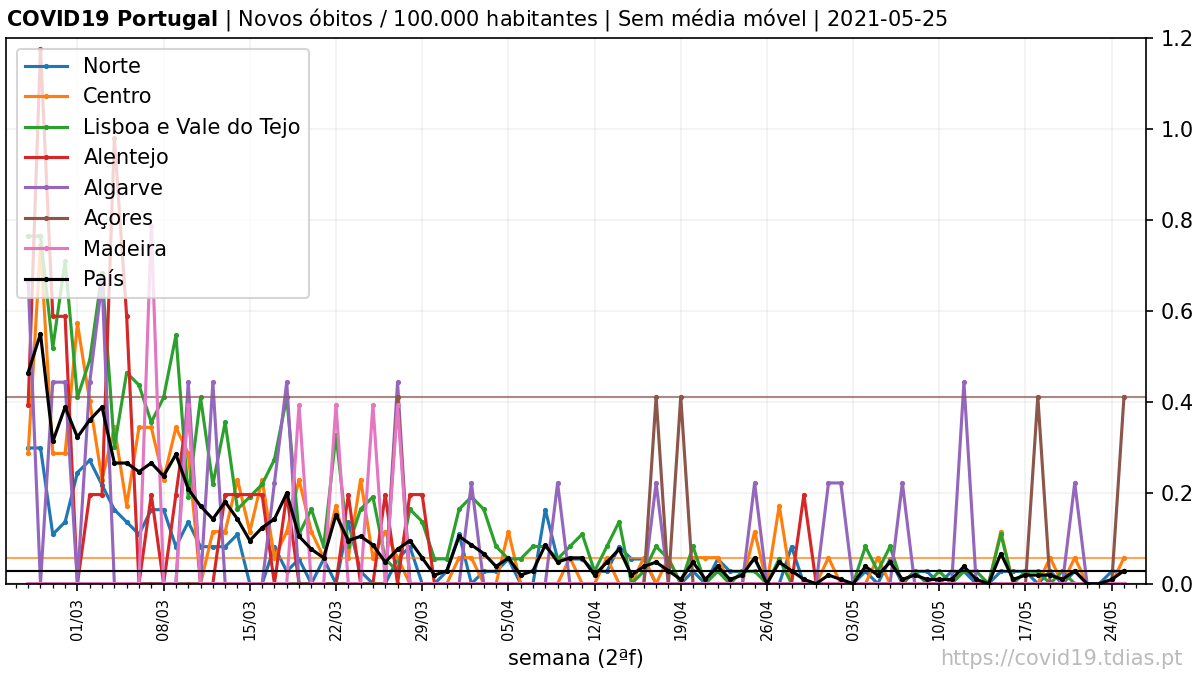 COVID19 Portugal | Novos óbitos / 100.000 habitantes | Sem média móvel | 2021-05-25
Norte
Centro
Lisboa e Vale do Tejo
Alentejo
Algarve
Açores
Madeira
País
1.2
1.0
0.8
0.6
0.4
0.2
0.0
01/03 08/03 15/03 22/03 29/03 05/04 12/04 19/04 26/04 03/05 10/05 17/05 24/05
semana (2ªf)
https://covid19.tdias.pt